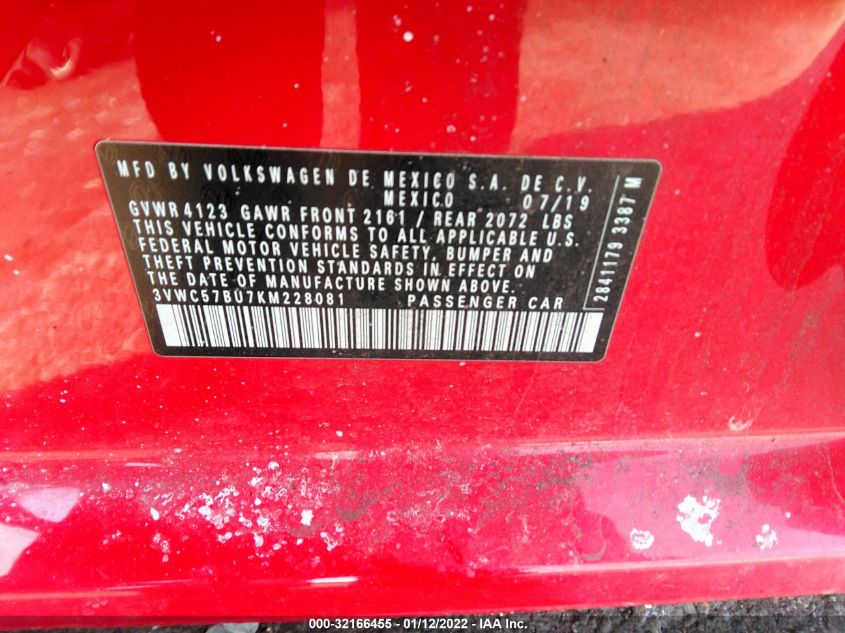 MFD BY VOLKSWAGEN DE MEXICO S.A. DE C.V.
MEXICO 07/19
GVWR 4123 GAWR FRONT 2161 / REAR 2072 LBS
THIS VEHICLE CONFORMS TO ALL APPLICABLE U.S.
FEDERAL MOTOR VEHICLE SAFETY, BUMPER AND
THEFT PREVENTION STANDARDS IN EFFECT ON
THE DATE OF MANUFACTURE SHOWN ABOVE.
3VWC57BU7KM228081 PASSENGER CAR
2841179 3387 M
000-32166455 - 01/12/2022 - IAA Inc.